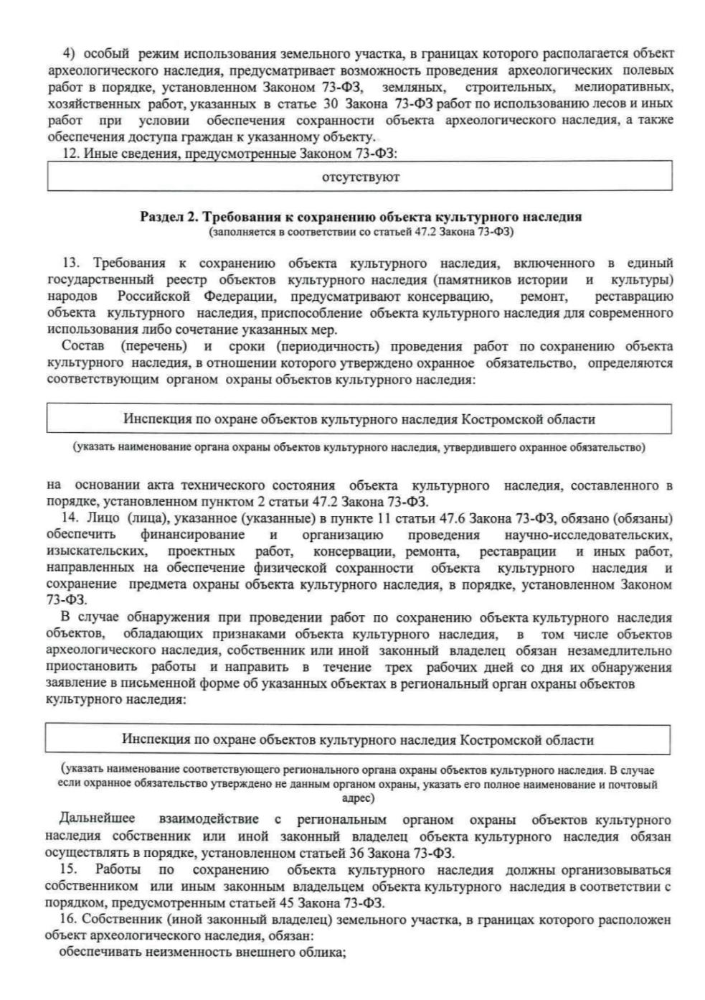 4) особый режим использования земельного участка, в границах которого располагается объект
археологического наследия, предусматривает возможность проведения археологических полевых
работ в порядке, установленном Законом 73-ФЗ, земляных, строительных, мелиоративных,
хозяйственных работ, указанных в статье 30 Закона 73-ФЗ работ по использованию лесов и иных
работ при условии обеспечения сохранности объекта археологического наследия, а также
обеспечения доступа граждан к указанному объекту.
12. Иные сведения, предусмотренные Законом 73-ФЗ:
отсутствуют
Раздел 2. Требования к сохранению объекта культурного наследия
(заполняется в соответствии со статьей 47.2 Закона 73-ФЗ)
13. Требования к сохранению объекта культурного наследия, включенного в единый
государственный реестр объектов культурного наследия (памятников истории и культуры)
народов Российской Федерации, предусматривают консервацию, ремонт, реставрацию
объекта культурного наследия, приспособление объекта культурного наследия для современного
использования либо сочетание указанных мер.
Состав (перечень) и сроки (периодичность) проведения работ по сохранению объекта
культурного наследия, в отношении которого утверждено охранное обязательство, определяются
соответствующим органом охраны объектов культурного наследия:
Инспекция по охране объектов культурного наследия Костромской области
(указать наименование органа охраны объектов культурного наследия, утвердившего охранное обязательство)
на основании акта технического состояния объекта культурного наследия, составленного в
порядке, установленном пунктом 2 статьи 47.2 Закона 73-ФЗ.
14. Лицо (лица), указанное (указанные) в пункте 11 статьи 47.6 Закона 73-ФЗ, обязано (обязаны)
обеспечить финансирование и организацию проведения научно-исследовательских,
изыскательских, проектных работ, консервации, ремонта, реставрации и иных работ,
направленных на обеспечение физической сохранности объекта культурного наследия и
сохранение предмета охраны объекта культурного наследия, в порядке, установленном Законом
73-ФЗ.
В случае обнаружения при проведении работ по сохранению объекта культурного наследия
объектов, обладающих признаками объекта культурного наследия, в том числе объектов
археологического наследия, собственник или иной законный владелец обязан незамедлительно
приостановить работы и направить в течение трех рабочих дней со дня их обнаружения
заявление в письменной форме об указанных объектах в региональный орган охраны объектов
культурного наследия:
Инспекция по охране объектов культурного наследия Костромской области
(указать наименование соответствующего регионального органа охраны объектов культурного наследия. В случае
если охранное обязательство утверждено не данным органом охраны, указать его полное наименование и почтовый
адрес)
Дальнейшее взаимодействие с региональным органом охраны объектов культурного
наследия собственник или иной законный владелец объекта культурного наследия обязан
осуществлять в порядке, установленном статьей 36 Закона 73-ФЗ.
15. Работы по сохранению объекта культурного наследия должны организовываться
собственником или иным законным владельцем объекта культурного наследия в соответствии с
порядком, предусмотренным статьей 45 Закона 73-ФЗ.
16. Собственник (иной законный владелец) земельного участка, в границах которого расположен
объект археологического наследия, обязан:
обеспечивать неизменность внешнего облика;